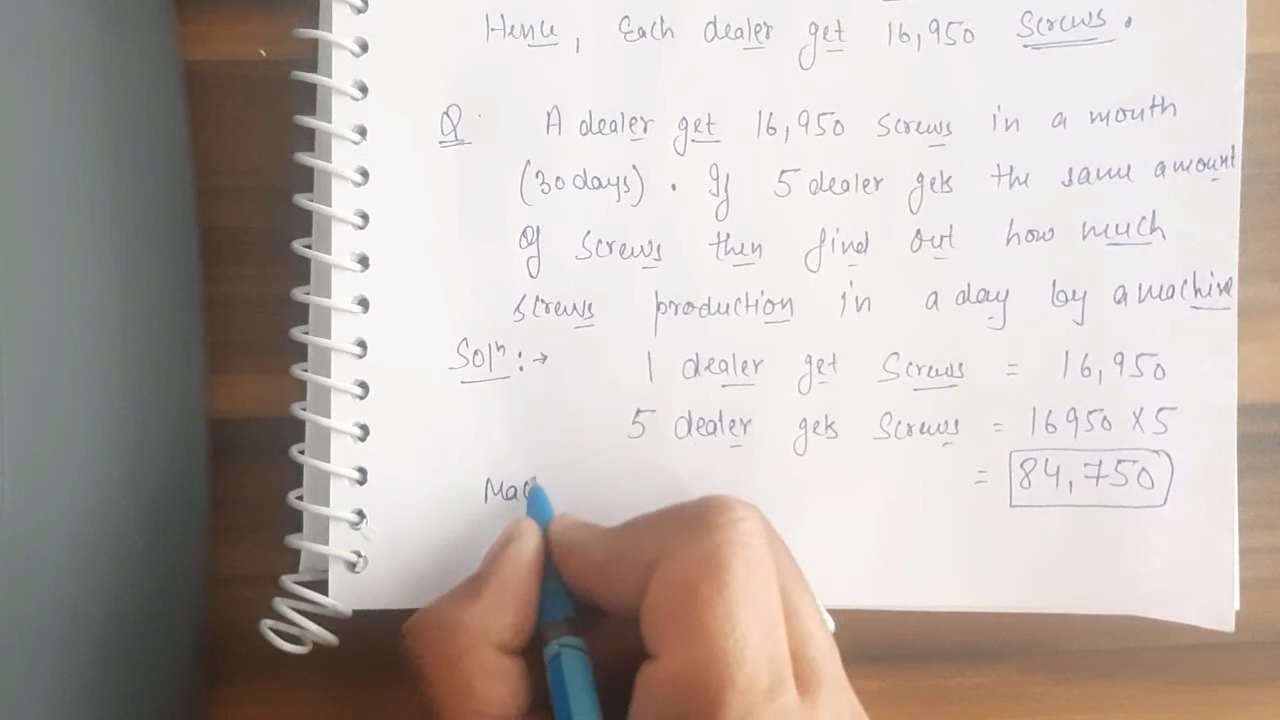 Hence, Each dealer get 16,950 Screws.
Q. A dealer get 16,950 screws in a mouth
(30 days). If 5 dealer gets the same amount
Of screws then find out how much
screws production in a day by a machine
Solⁿ :→ 1 dealer get Screws = 16,950
5 dealer gets Screws = 16950 X 5
= 84,750
Mac